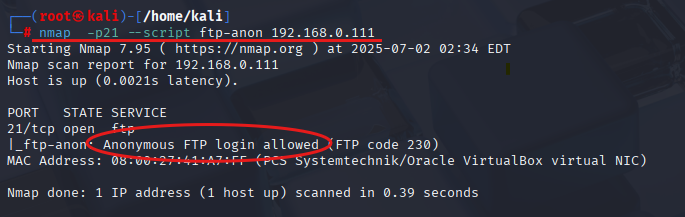 ┌──(root㉿kali)-[/home/kali]
└─# nmap  -p21 --script ftp-anon 192.168.0.111
Starting Nmap 7.95 ( https://nmap.org ) at 2025-07-02 02:34 EDT
Nmap scan report for 192.168.0.111
Host is up (0.0021s latency).
PORT   STATE SERVICE
21/tcp open  ftp
|_ftp-anon: Anonymous FTP login allowed (FTP code 230)
MAC Address: 08:00:27:41:A7:FF (PCS Systemtechnik/Oracle VirtualBox virtual NIC)
Nmap done: 1 IP address (1 host up) scanned in 0.39 seconds